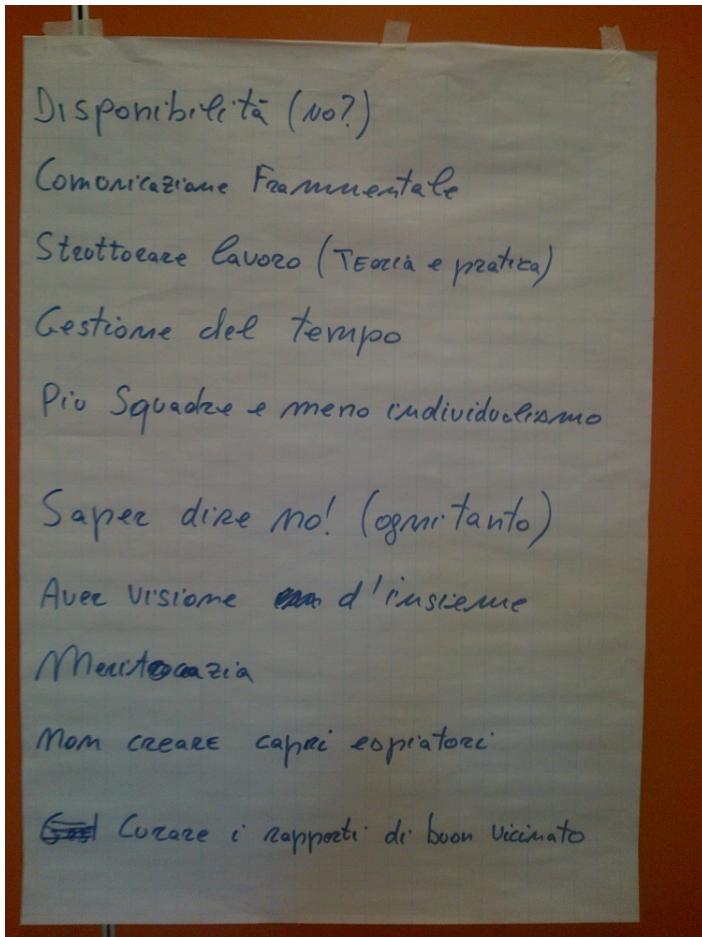 Disponibilità (NO?)
Comunicazione Frammentale
Strutturare lavoro (TEORIA e pratica)
Gestione del tempo
Più Squadre e meno individualismo
Saper dire no! (ogni tanto)
Aver visione d'insieme
Meritocrazia
Non creare capri espiatori
Curare i rapporti di buon vicinato